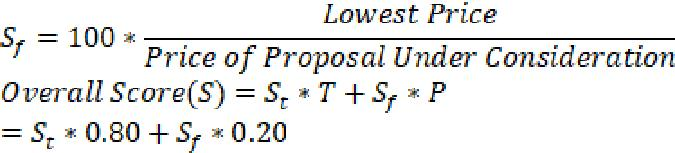 S_f = 100 * Lowest Price / Price of Proposal Under Consideration
Overall Score(S) = S_t * T + S_f * P
= S_t * 0.80 + S_f * 0.20